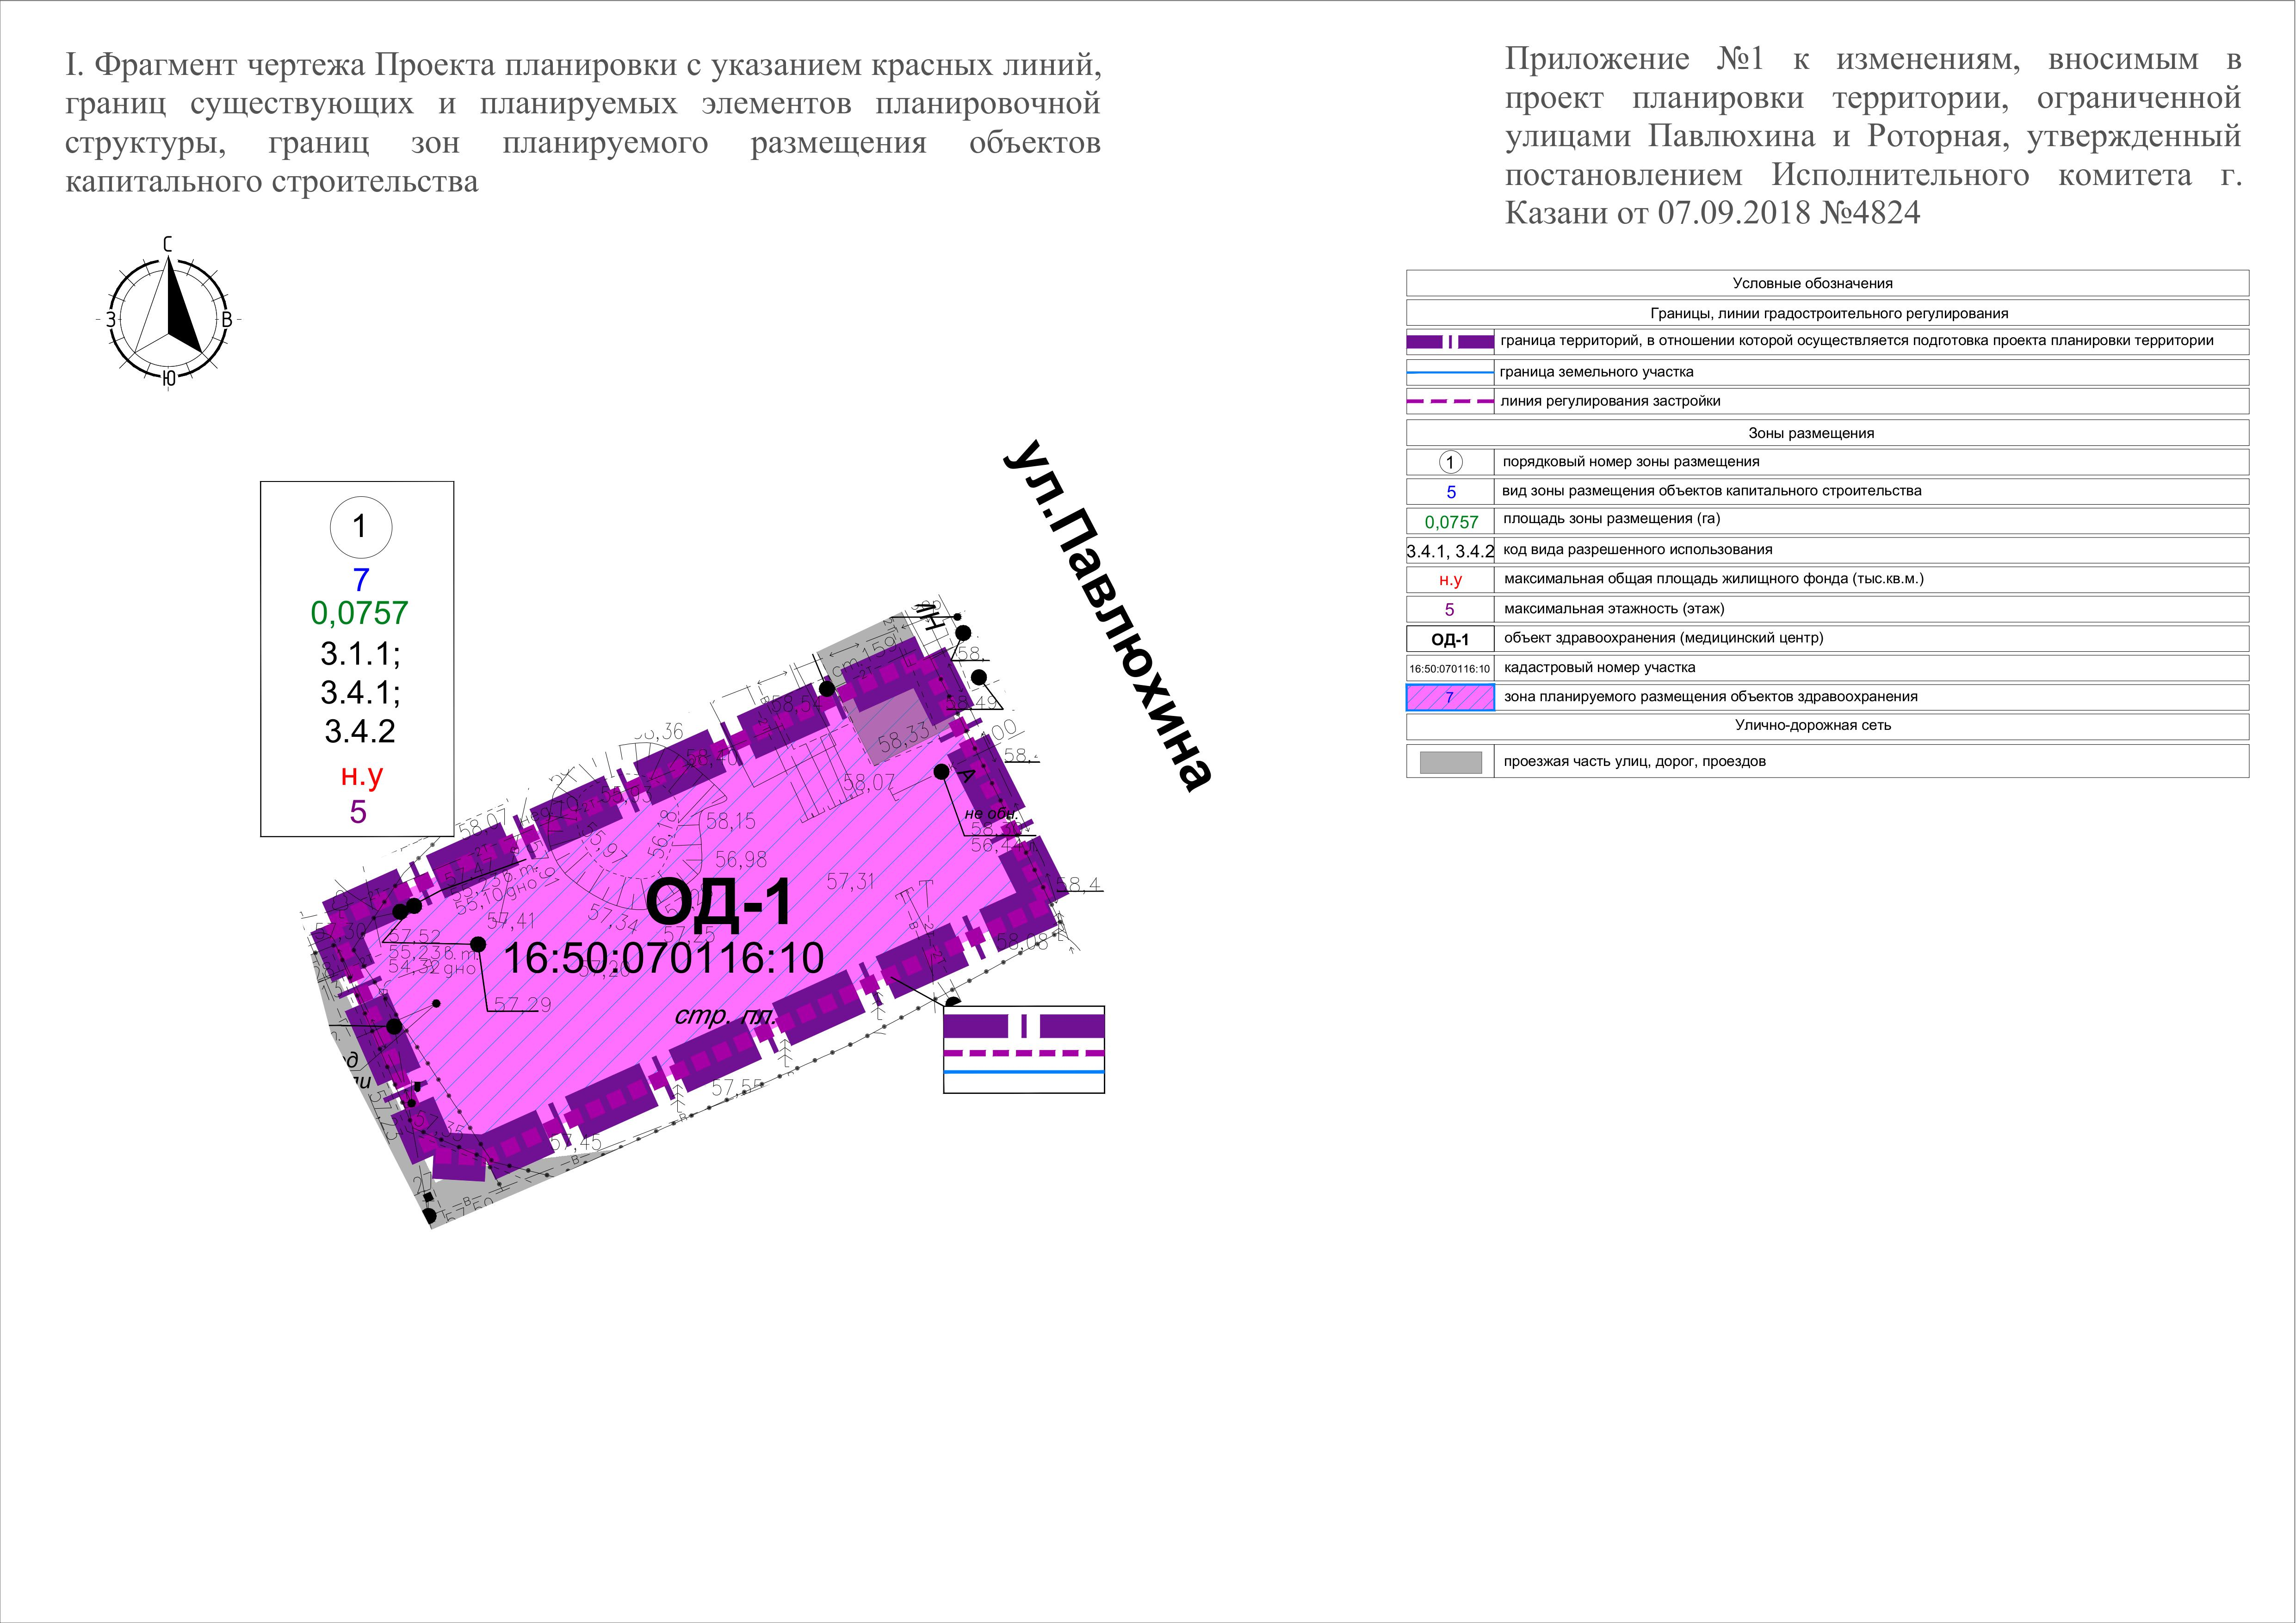 I. Фрагмент чертежа Проекта планировки с указанием красных линий,
границ существующих и планируемых элементов планировочной
структуры, границ зон планируемого размещения объектов
капитального строительства
Приложение №1 к изменениям, вносимым в
проект планировки территории, ограниченной
улицами Павлюхина и Роторная, утвержденный
постановлением Исполнительного комитета г.
Казани от 07.09.2018 №4824
С
З
В
Ю
Условные обозначения
Границы, линии градостроительного регулирования
граница территорий, в отношении которой осуществляется подготовка проекта планировки территории
граница земельного участка
линия регулирования застройки
Зоны размещения
1 порядковый номер зоны размещения
5 вид зоны размещения объектов капитального строительства
0,0757 площадь зоны размещения (га)
3.4.1, 3.4.2 код вида разрешенного использования
н.у максимальная общая площадь жилищного фонда (тыс.кв.м.)
5 максимальная этажность (этаж)
ОД-1 объект здравоохранения (медицинский центр)
16:50:070116:10 кадастровый номер участка
7 зона планируемого размещения объектов здравоохранения
Улично-дорожная сеть
проезжая часть улиц, дорог, проездов
1
7
0,0757
3.1.1;
3.4.1;
3.4.2
н.у
5
ул.Павлюхина
58,33
58,07
58,15
56,98
57,31
не обн.
ОД-1
57,41
57,34
57,25
57,52
16:50:070116:10
57,29
стр. пл.
58,08
57,55
57,45